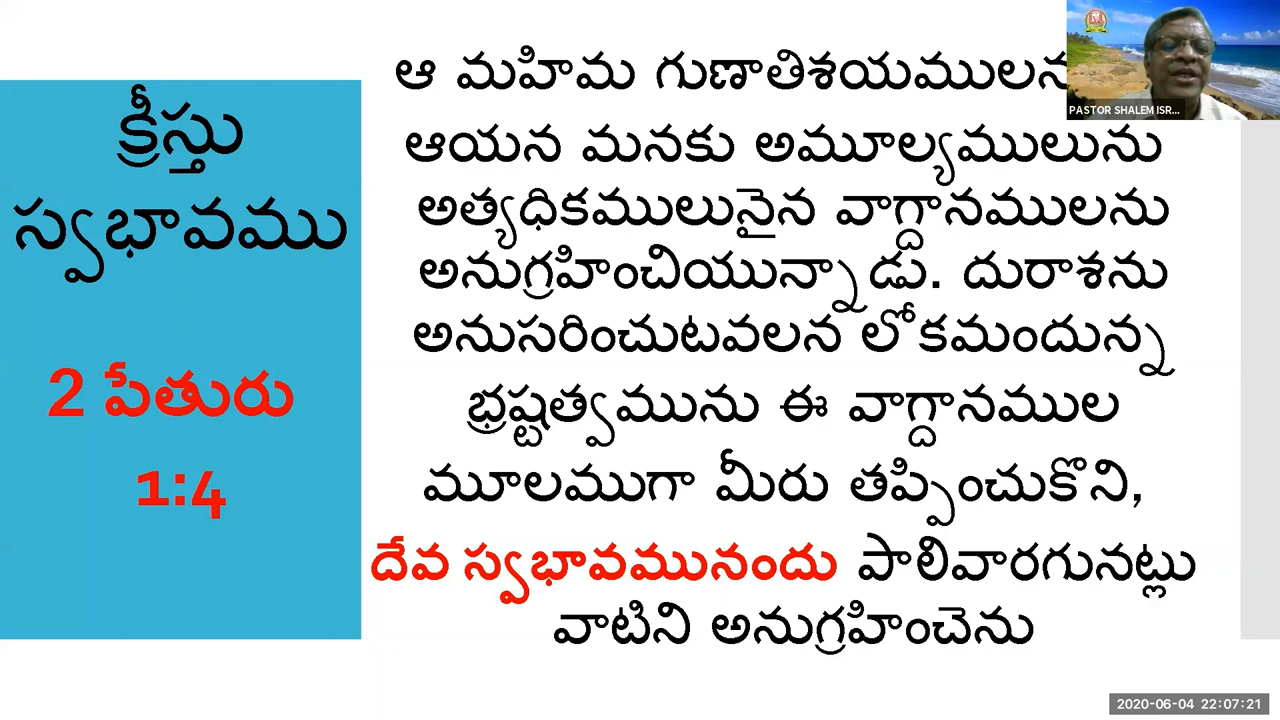 క్రీస్తు
స్వభావము
2 పేతురు
1:4
ఆ మహిమ గుణాతిశయములన
ఆయన మనకు అమూల్యములును
అత్యధికములునైన వాగ్దానములను
అనుగ్రహించియున్నాడు. దురాశను
అనుసరించుటవలన లోకమందున్న
భ్రష్టత్వమును ఈ వాగ్దానముల
మూలముగా మీరు తప్పించుకొని,
దేవ స్వభావమునందు పాలివారగునట్లు
వాటిని అనుగ్రహించెను
PASTOR SHALEM ISR...
2020-06-04 22:07:21